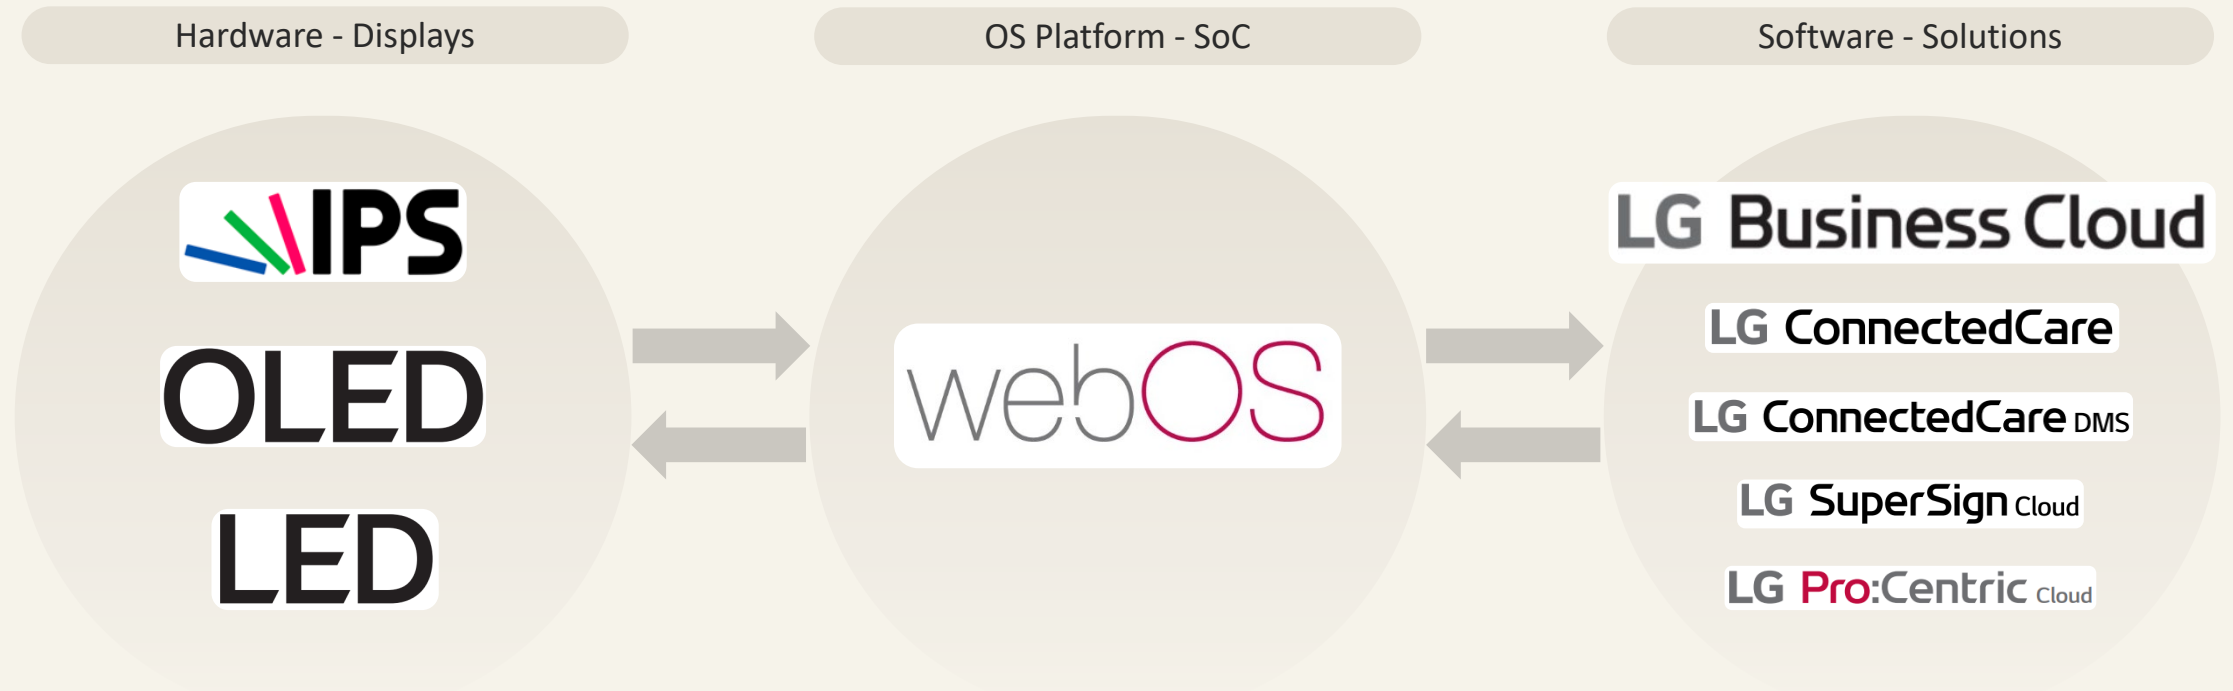 Hardware - Displays
IPS
OLED
LED
OS Platform - SoC
webOS
Software - Solutions
LG Business Cloud
LG ConnectedCare
LG ConnectedCare DMS
LG SuperSign Cloud
LG Pro:Centric Cloud